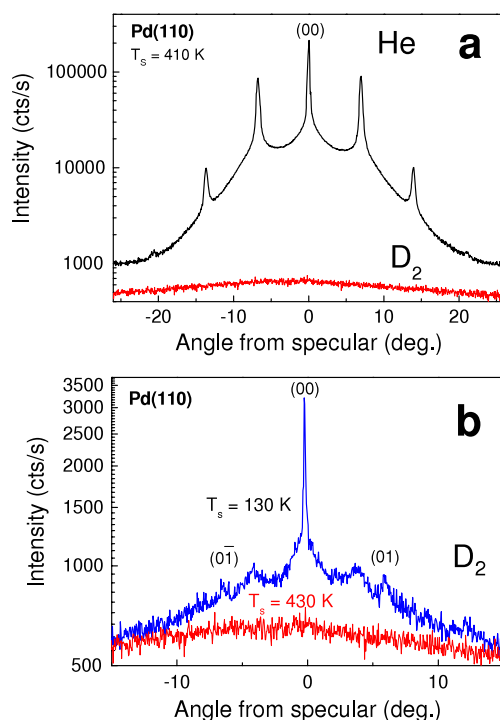 Pd(110)
T_S = 410 K
(00)
He
a
D₂
100000
10000
1000
Intensity (cts/s)
-20 -10 0 10 20
Angle from specular (deg.)
(00)
Pd(110)
b
3500
3000
2500
2000
1500
1000
500
Intensity (cts/s)
T_s = 130 K
(01̄)
(01)
D₂
T_s = 430 K
-10 0 10
Angle from specular (deg.)